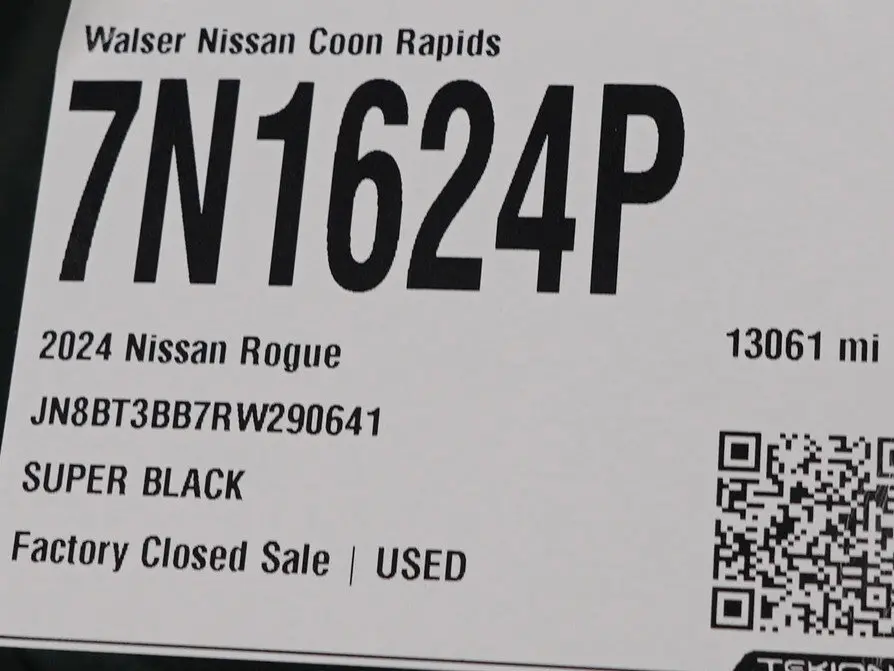 Walser Nissan Coon Rapids
7N1624P
2024 Nissan Rogue
13061 mi
JN8BT3BB7RW290641
SUPER BLACK
Factory Closed Sale | USED